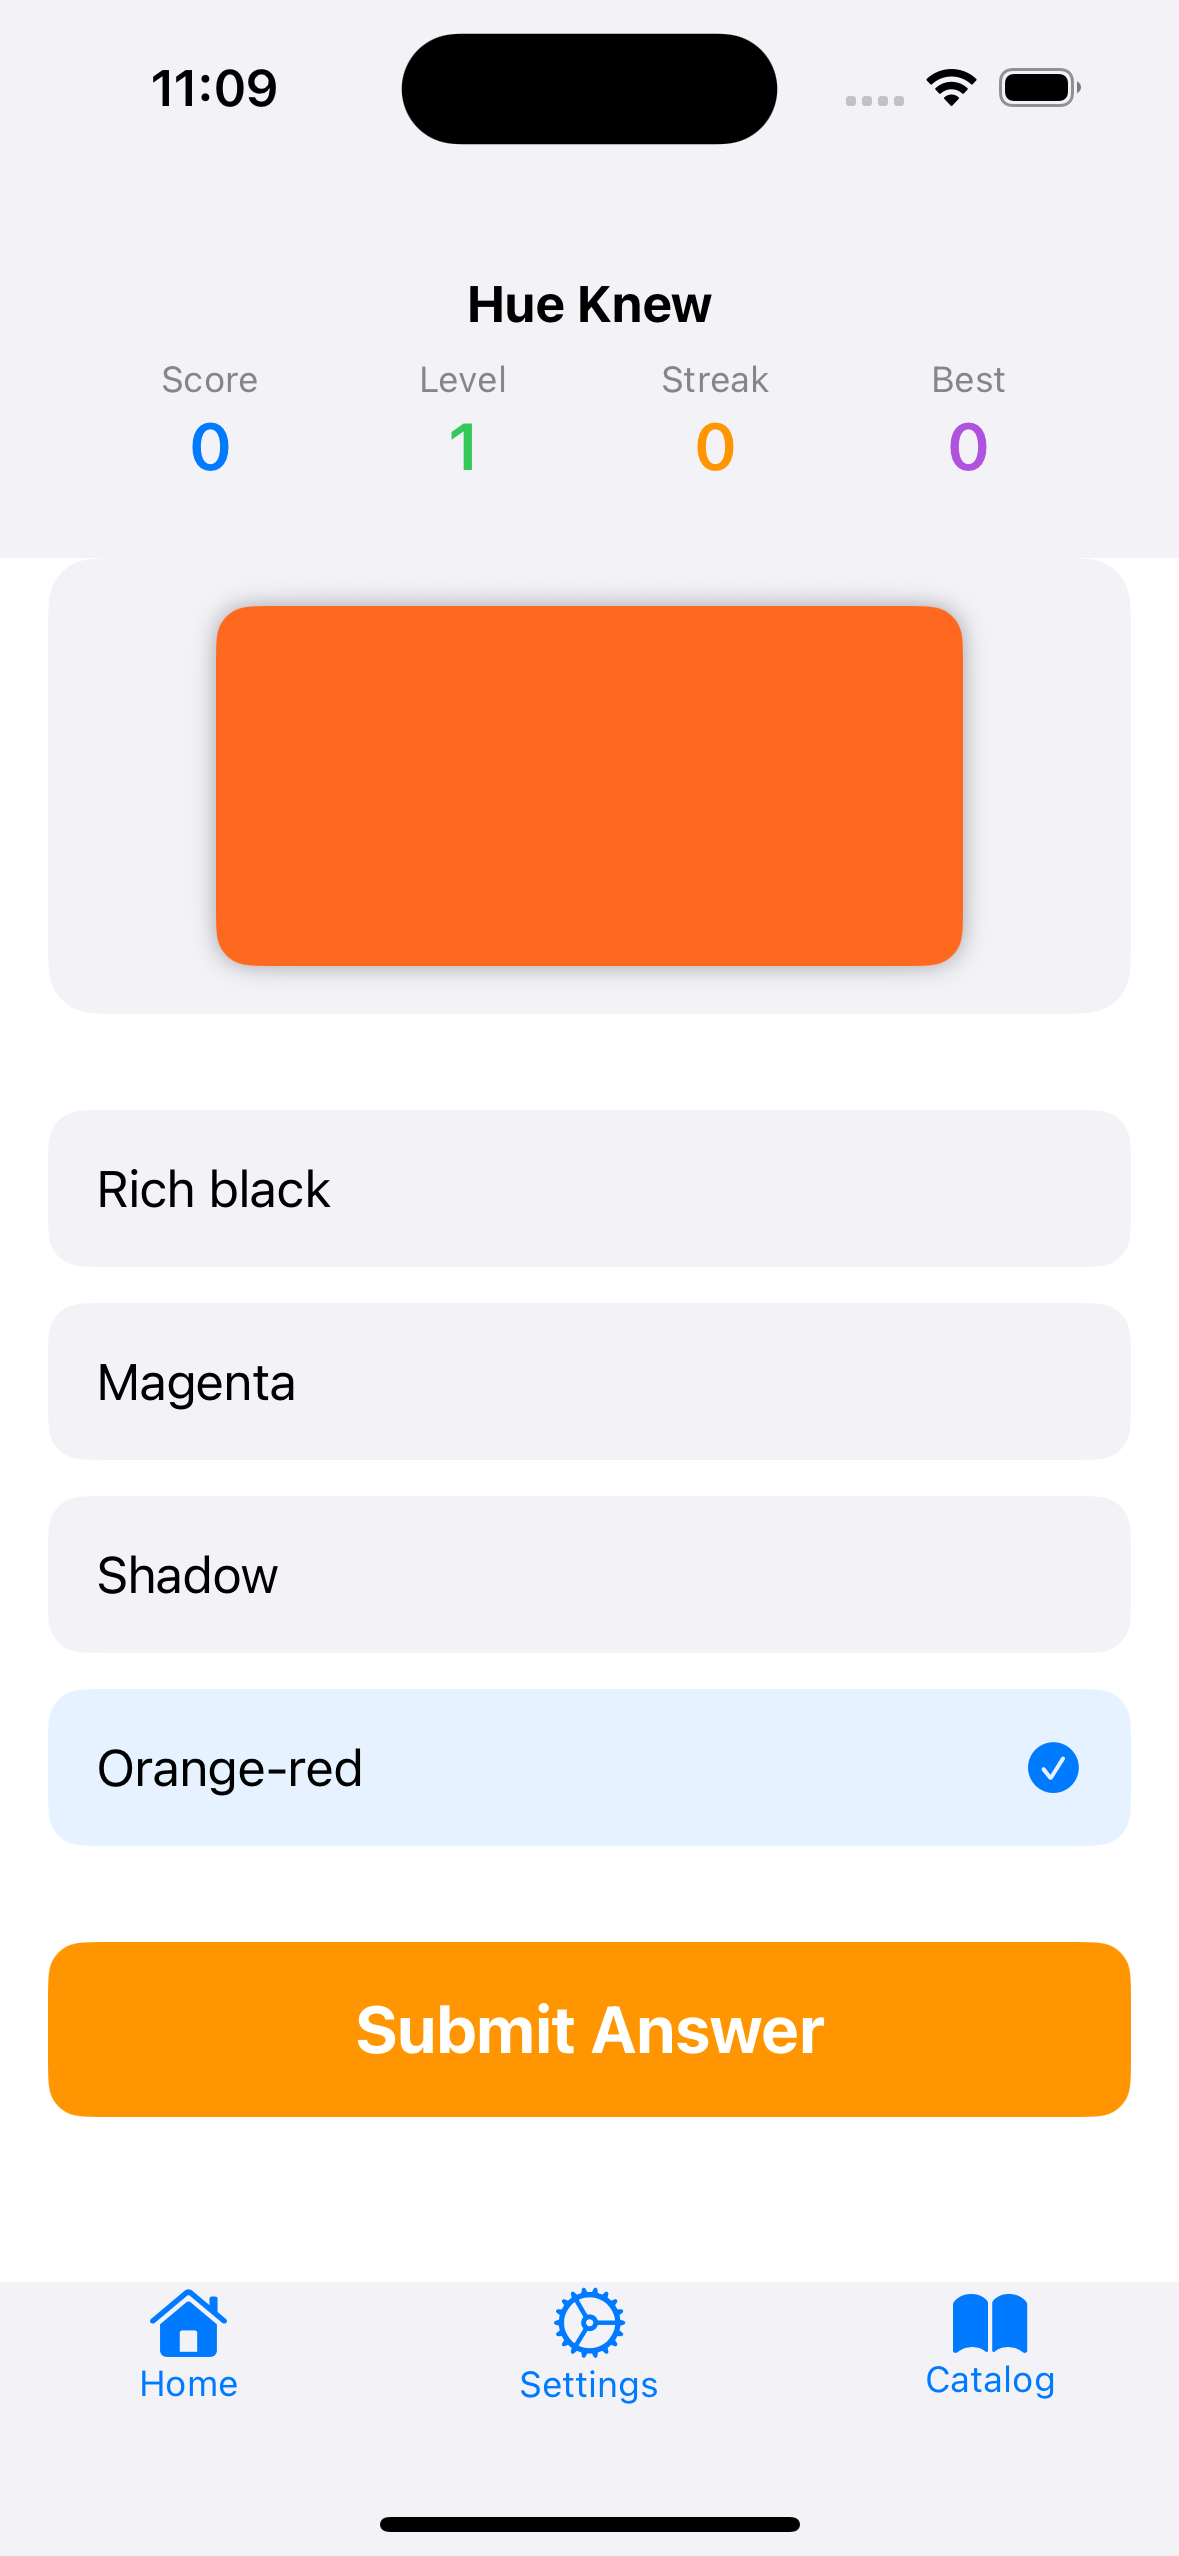 11:09
Hue Knew
Score Level Streak Best
0 1 0 0
Rich black
Magenta
Shadow
Orange-red
Submit Answer
Home Settings Catalog